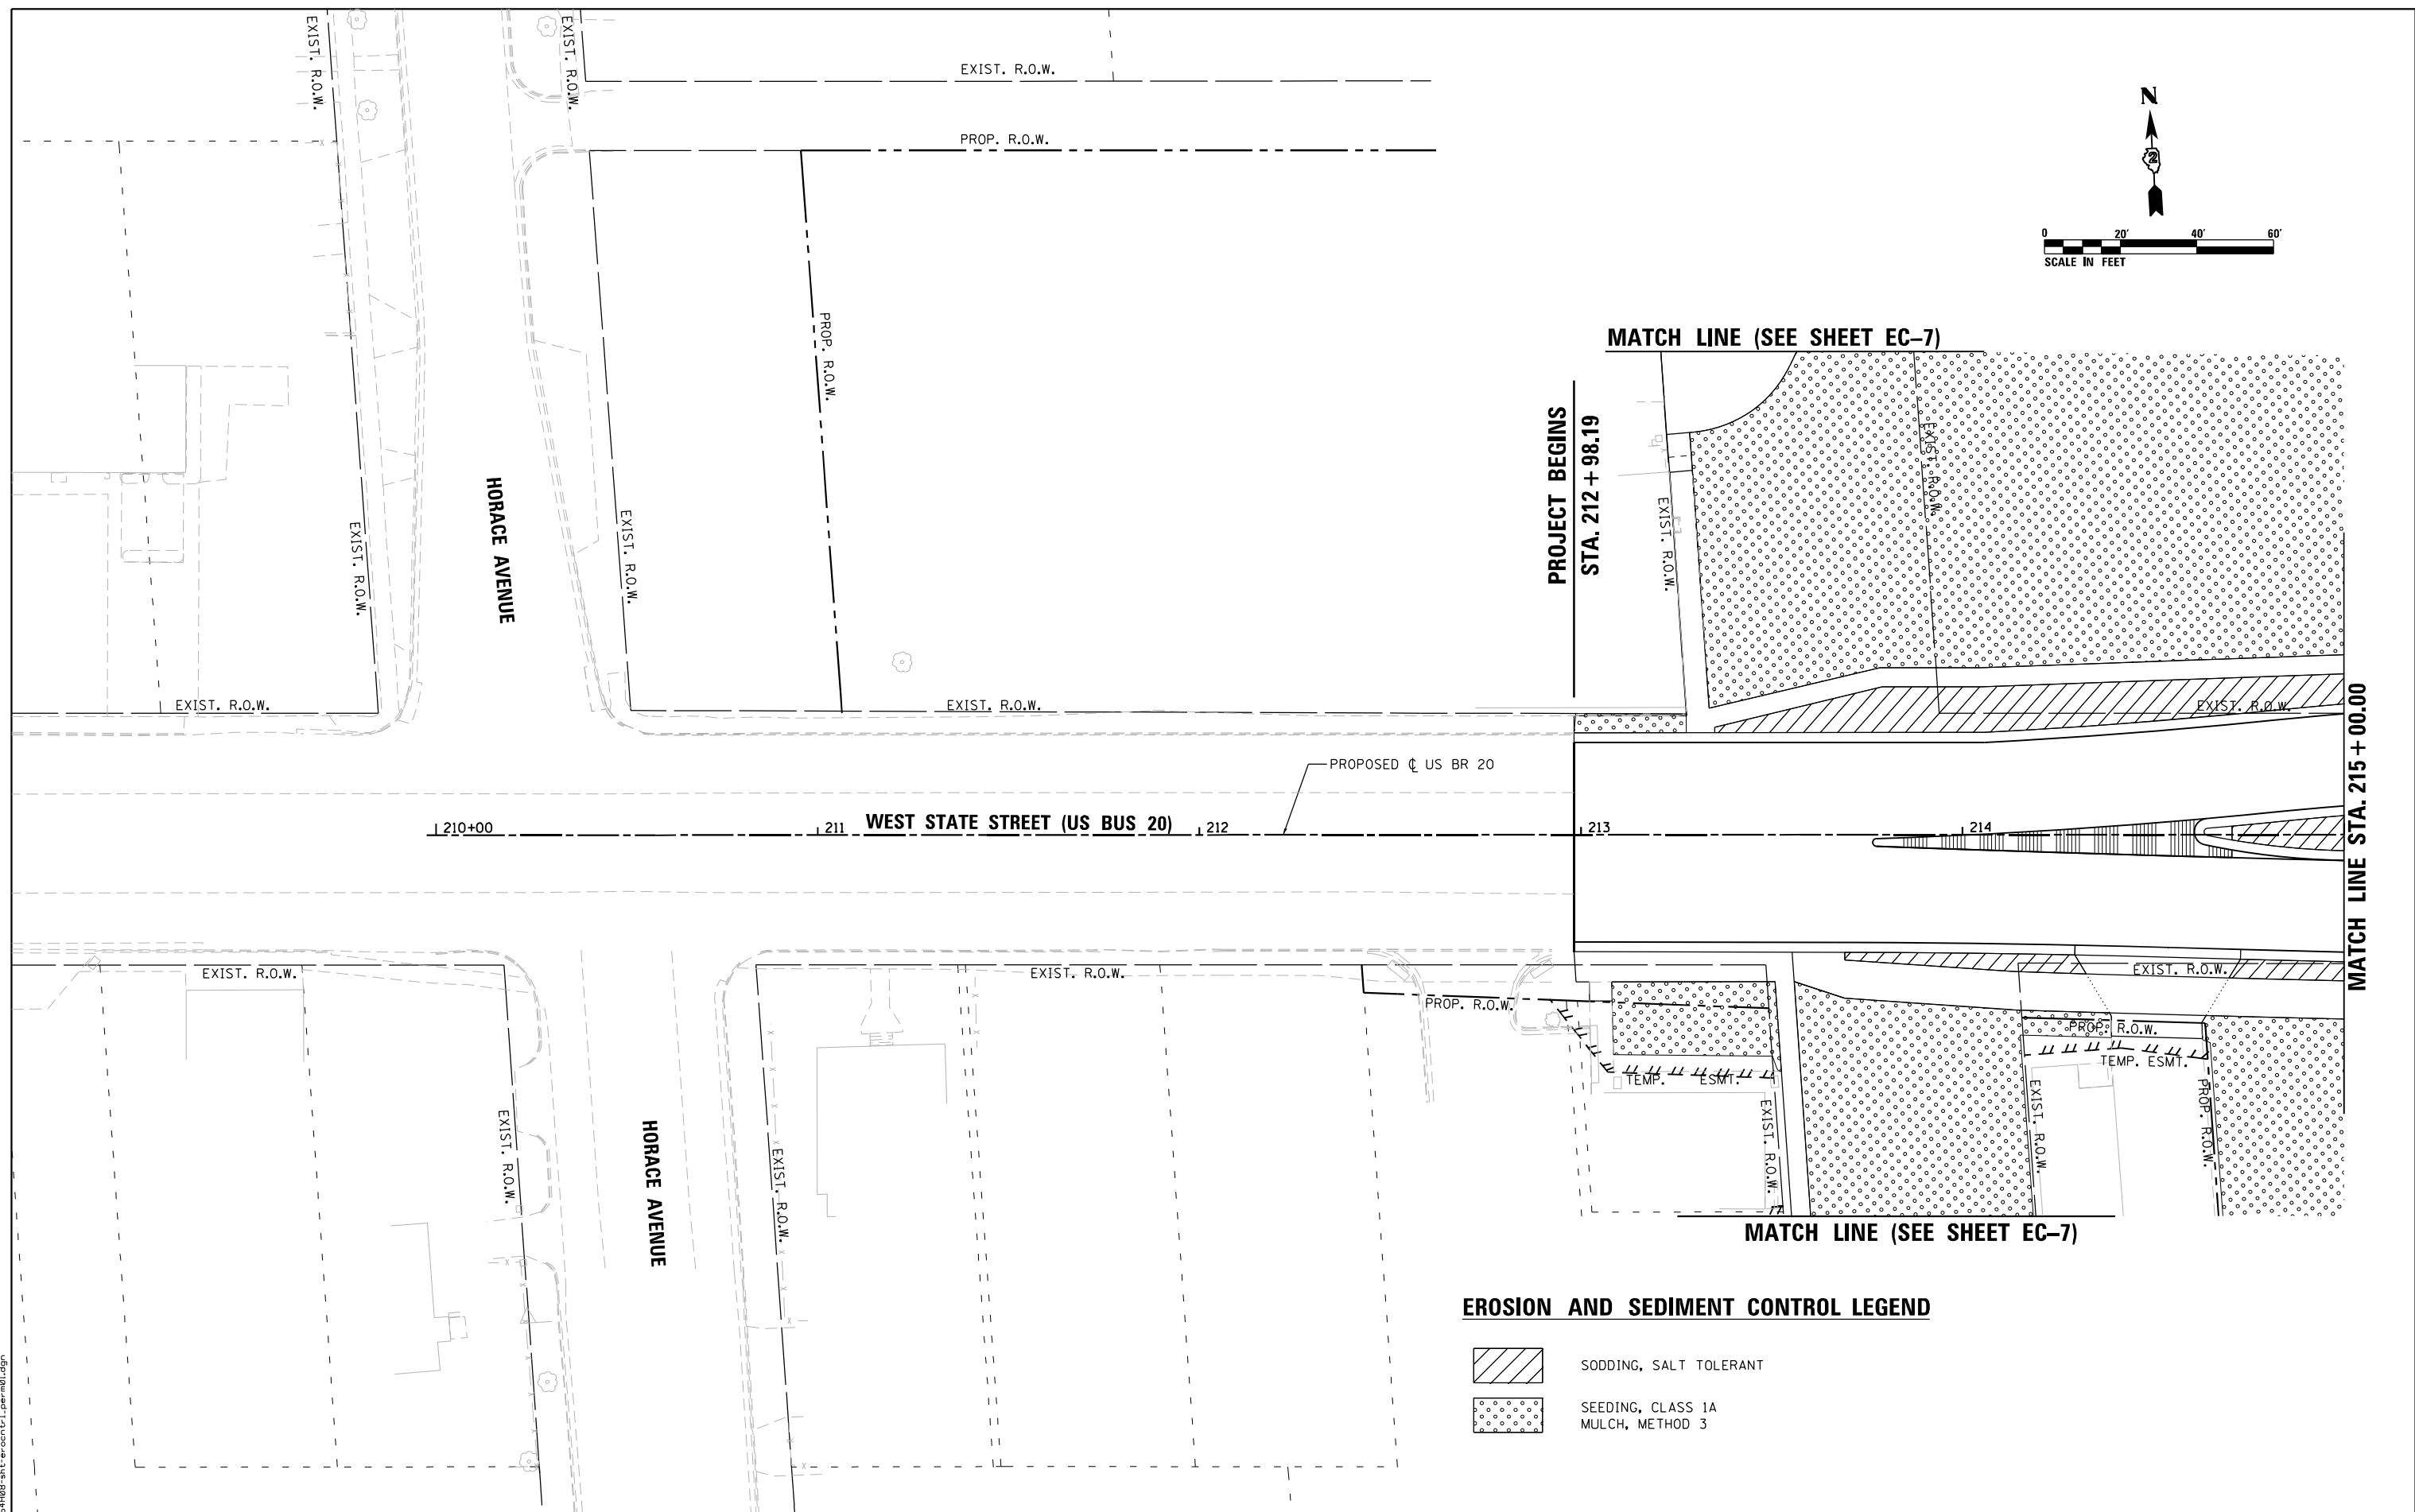 EXIST. R.O.W.
EXIST. R.O.W.
EXIST. R.O.W.
PROP. R.O.W.
N
2
0 20' 40' 60'
SCALE IN FEET
PROP. R.O.W.
MATCH LINE (SEE SHEET EC-7)
PROJECT BEGINS
STA. 212 + 98.19
EXIST. R.O.W.
EXIST. R.O.W.
HORACE AVENUE
EXIST. R.O.W.
EXIST. R.O.W.
EXIST. R.O.W.
EXIST. R.O.W.
EXIST. R.O.W.
MATCH LINE STA. 215 + 00.00
PROPOSED ℄ US BR 20
210+00
211
WEST STATE STREET (US BUS 20)
212
213
214
EXIST. R.O.W.
EXIST. R.O.W.
EXIST. R.O.W.
PROP. R.O.W.
PROP. R.O.W.
TEMP. ESMT.
TEMP. ESMT.
EXIST. R.O.W.
HORACE AVENUE
EXIST. R.O.W.
EXIST. R.O.W.
EXIST. R.O.W.
PROP. R.O.W.
MATCH LINE (SEE SHEET EC-7)
EROSION AND SEDIMENT CONTROL LEGEND
SODDING, SALT TOLERANT
SEEDING, CLASS 1A
MULCH, METHOD 3